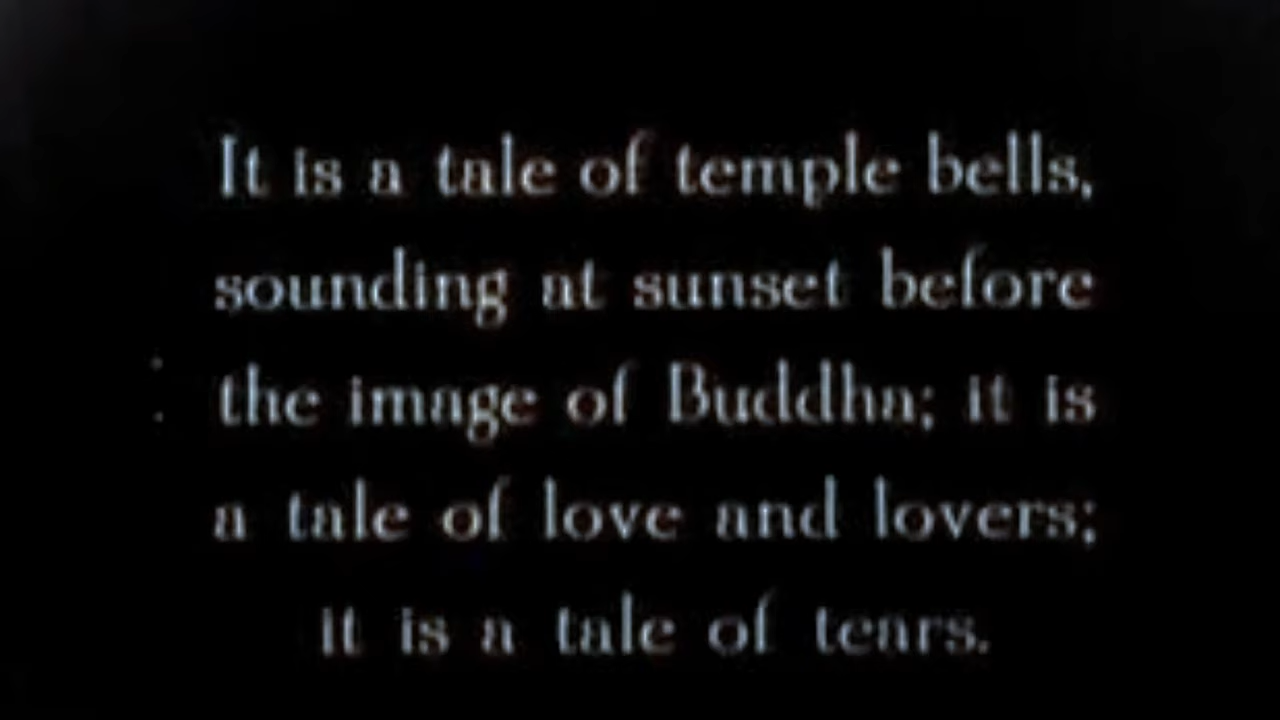 It is a tale of temple bells,
sounding at sunset before
the image of Buddha; it is
a tale of love and lovers;
it is a tale of tears.